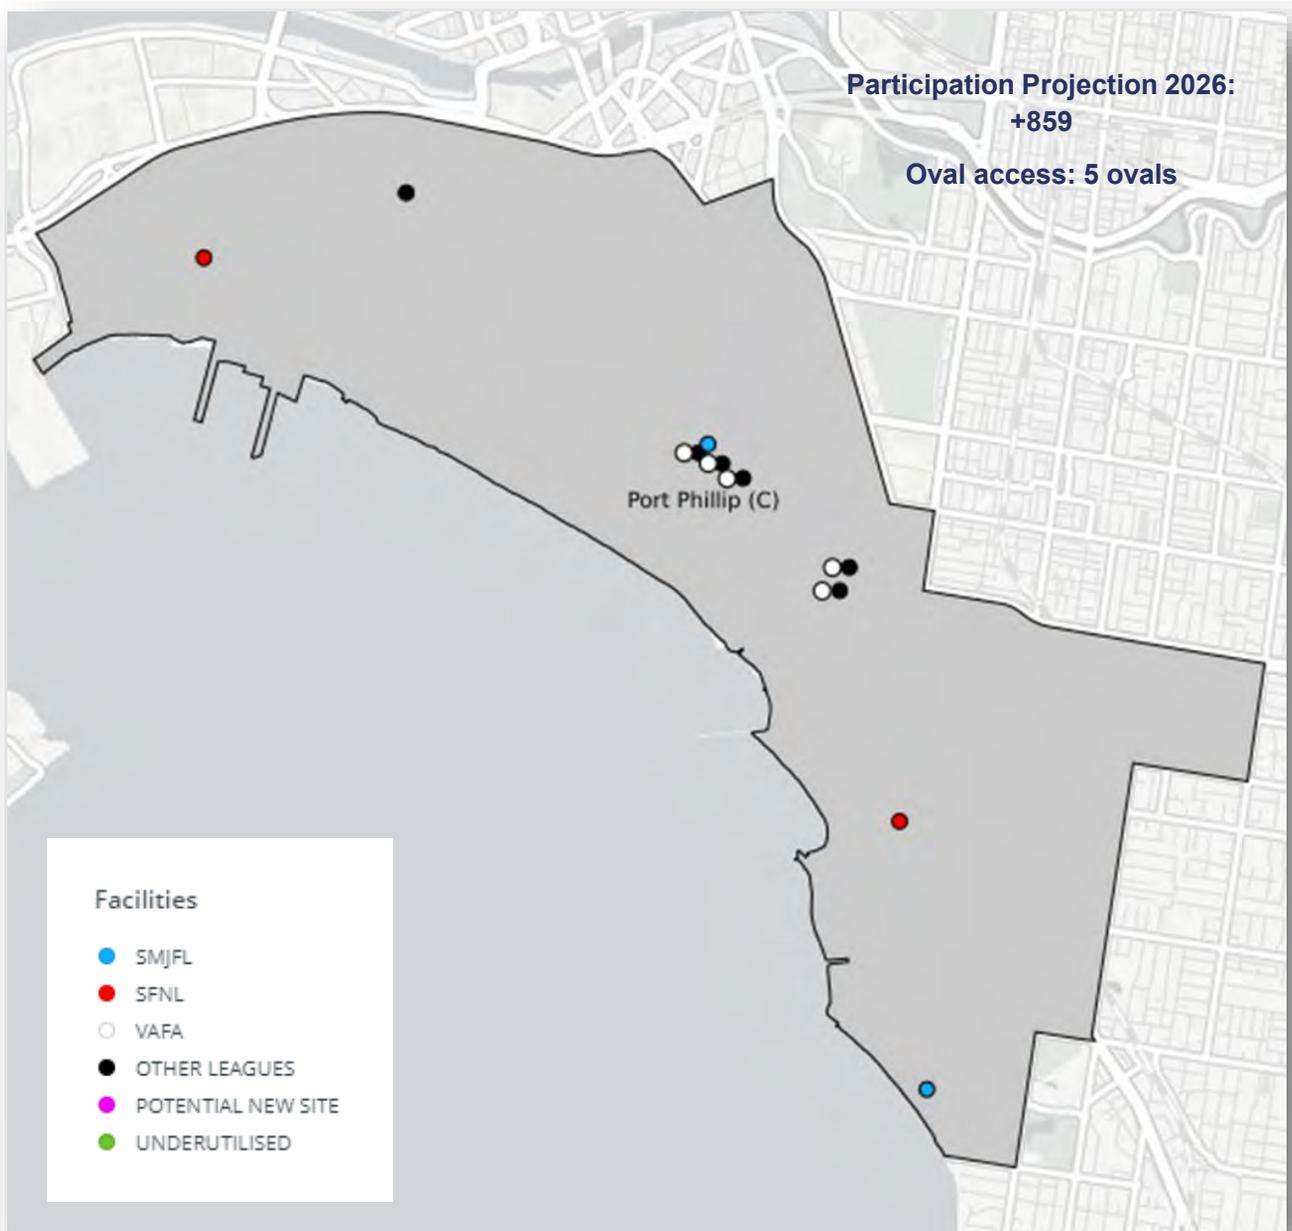 Participation Projection 2026:
+859
Oval access: 5 ovals
Port Phillip (C)
Facilities
SMJFL
SFNL
VAFA
OTHER LEAGUES
POTENTIAL NEW SITE
UNDERUTILISED